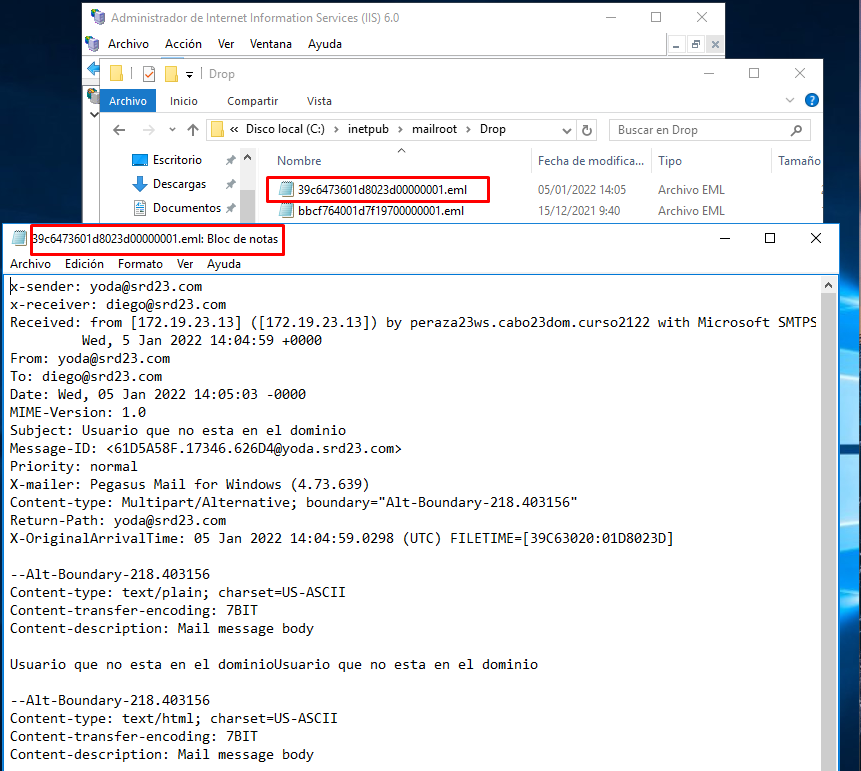 Administrador de Internet Information Services (IIS) 6.0
Archivo Acción Ver Ventana Ayuda
Drop
Archivo Inicio Compartir Vista
« Disco local (C:) > inetpub > mailroot > Drop
Buscar en Drop
Escritorio
Descargas
Documentos
Nombre Fecha de modifica... Tipo Tamaño
39c6473601d8023d00000001.eml 05/01/2022 14:05 Archivo EML
bbcf764001d7f19700000001.eml 15/12/2021 9:40 Archivo EML
39c6473601d8023d00000001.eml: Bloc de notas
Archivo Edición Formato Ver Ayuda
x-sender: yoda@srd23.com
x-receiver: diego@srd23.com
Received: from [172.19.23.13] ([172.19.23.13]) by peraza23ws.cabo23dom.curso2122 with Microsoft SMTPS
Wed, 5 Jan 2022 14:04:59 +0000
From: yoda@srd23.com
To: diego@srd23.com
Date: Wed, 05 Jan 2022 14:05:03 -0000
MIME-Version: 1.0
Subject: Usuario que no esta en el dominio
Message-ID: <61D5A58F.17346.626D4@yoda.srd23.com>
Priority: normal
X-mailer: Pegasus Mail for Windows (4.73.639)
Content-type: Multipart/Alternative; boundary="Alt-Boundary-218.403156"
Return-Path: yoda@srd23.com
X-OriginalArrivalTime: 05 Jan 2022 14:04:59.0298 (UTC) FILETIME=[39C63020:01D8023D]
--Alt-Boundary-218.403156
Content-type: text/plain; charset=US-ASCII
Content-transfer-encoding: 7BIT
Content-description: Mail message body
Usuario que no esta en el dominioUsuario que no esta en el dominio
--Alt-Boundary-218.403156
Content-type: text/html; charset=US-ASCII
Content-transfer-encoding: 7BIT
Content-description: Mail message body